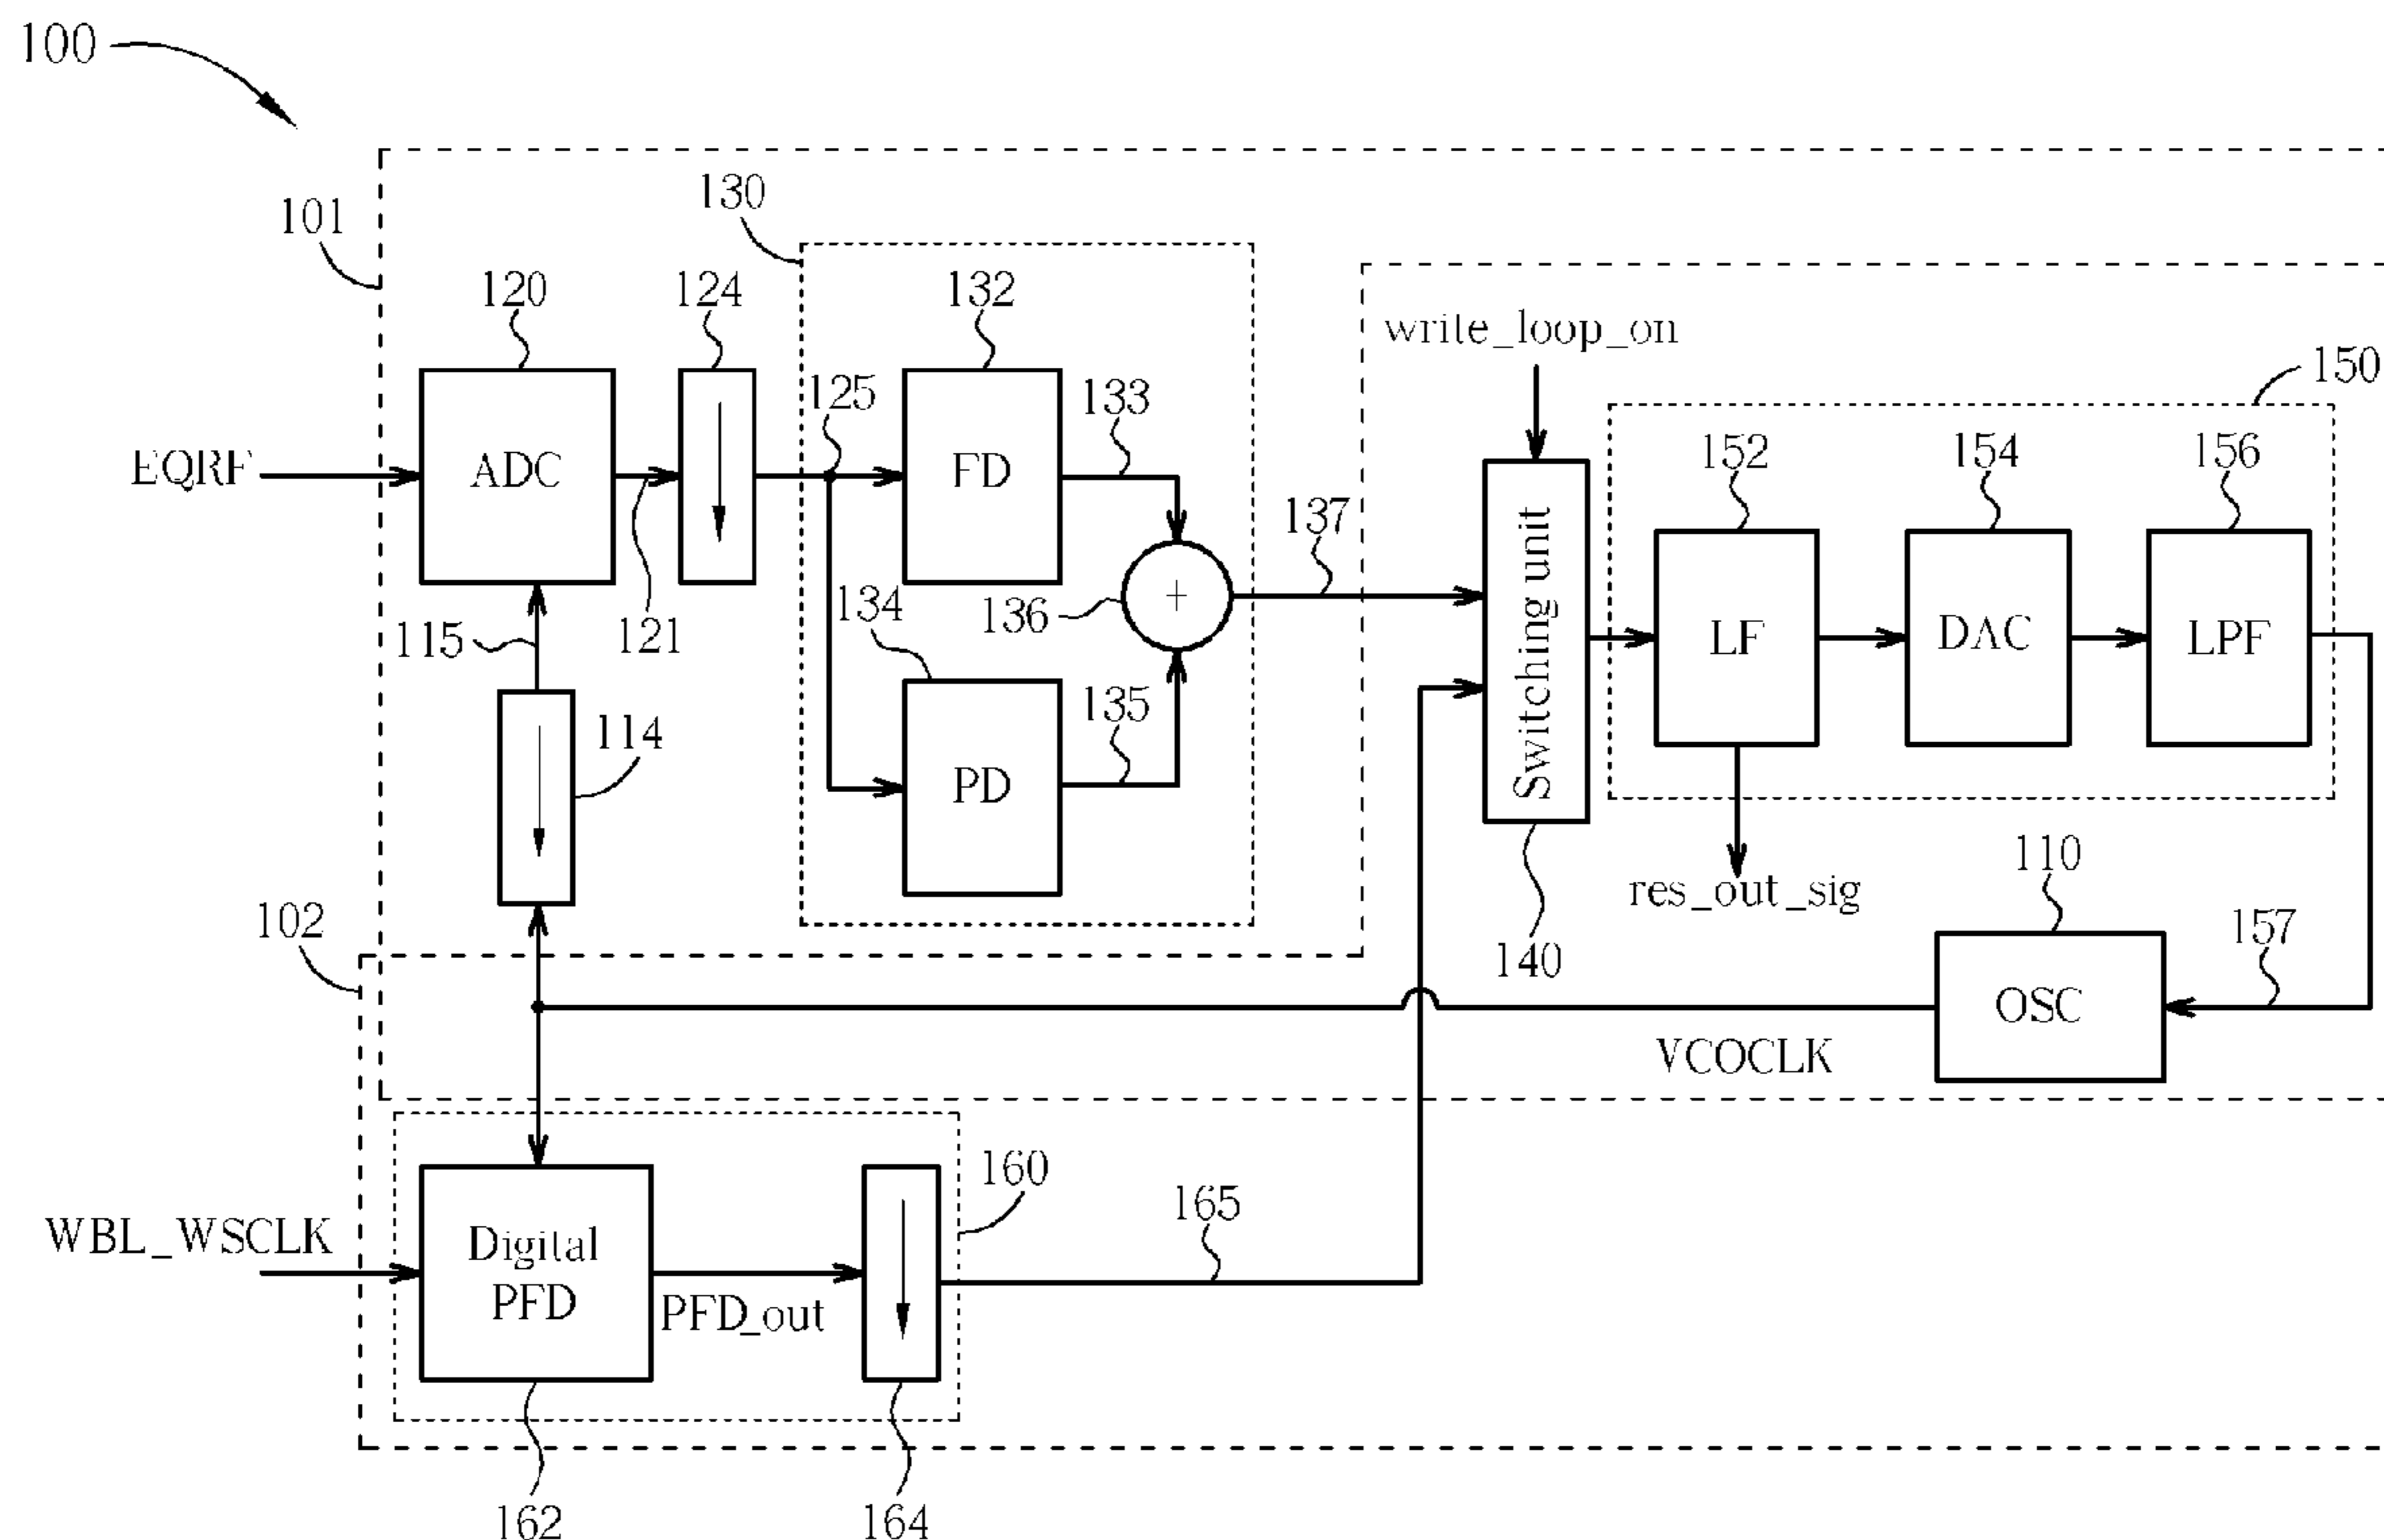 100
101
130
120
124
132
write_loop_on
150
125
133
152
154
156
EQRF
ADC
FD
137
134
136
+
Switching unit
LF
DAC
LPF
115
121
114
PD
135
110
res_out_sig
102
140
157
OSC
VCOCLK
160
WBL_WSCLK
Digital
PFD
PFD_out
165
162
164